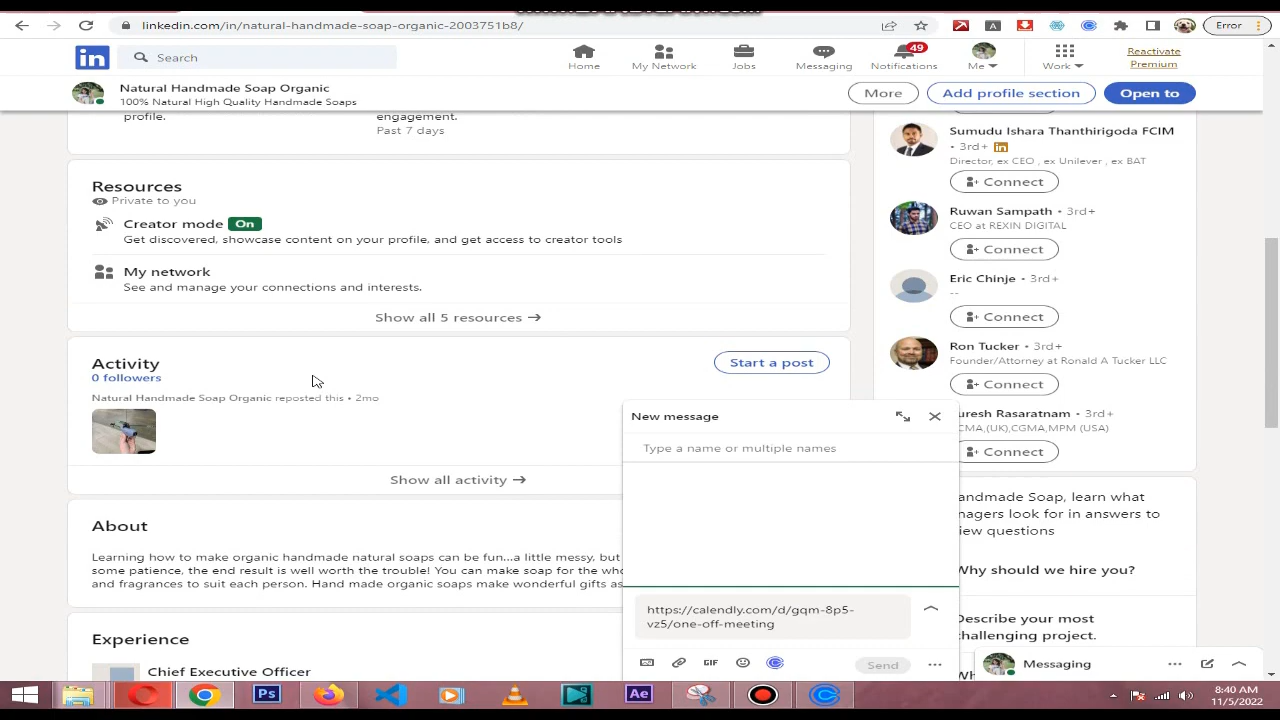 linkedin.com/in/natural-handmade-soap-organic-2003751b8/
Error
in
Search
Home
My Network
Jobs
Messaging
49
Notifications
Me
Work
Reactivate
Premium
Natural Handmade Soap Organic
100% Natural High Quality Handmade Soaps
More
Add profile section
Open to
profile.
engagement.
Past 7 days
Resources
Private to you
Creator mode On
Get discovered, showcase content on your profile, and get access to creator tools
My network
See and manage your connections and interests.
Show all 5 resources →
Activity
0 followers
Start a post
Natural Handmade Soap Organic reposted this • 2mo
Show all activity →
About
Learning how to make organic handmade natural soaps can be fun...a little messy, but
some patience, the end result is well worth the trouble! You can make soap for the who
and fragrances to suit each person. Hand made organic soaps make wonderful gifts as
Experience
Chief Executive Officer
Sumudu Ishara Thanthirigoda FCIM
• 3rd+ in
Director, ex CEO , ex Unilever , ex BAT
Connect
Ruwan Sampath • 3rd+
CEO at REXIN DIGITAL
Connect
Eric Chinje • 3rd+
--
Connect
Ron Tucker • 3rd+
Founder/Attorney at Ronald A Tucker LLC
Connect
uresh Rasaratnam • 3rd+
CMA,(UK),CGMA,MPM (USA)
Connect
andmade Soap, learn what
nagers look for in answers to
iew questions
Why should we hire you?
Describe your most
challenging project.
New message
Type a name or multiple names
https://calendly.com/d/gqm-8p5-
vz5/one-off-meeting
GIF
Send
Messaging
Ps
Ae
8:40 AM
11/5/2022